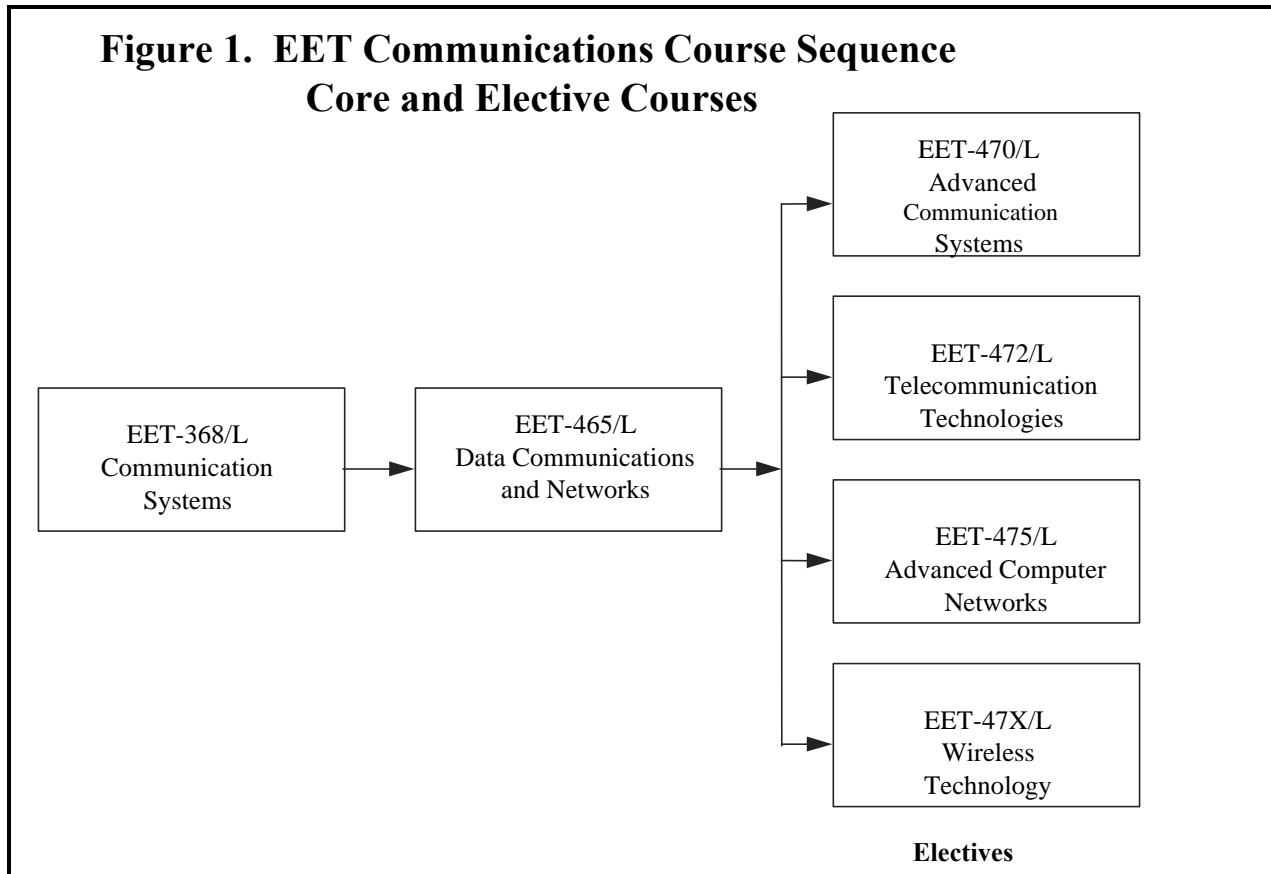 Figure 1. EET Communications Course Sequence
Core and Elective Courses
EET-368/L
Communication
Systems
EET-465/L
Data Communications
and Networks
EET-470/L
Advanced
Communication
Systems
EET-472/L
Telecommunication
Technologies
EET-475/L
Advanced Computer
Networks
EET-47X/L
Wireless
Technology
Electives